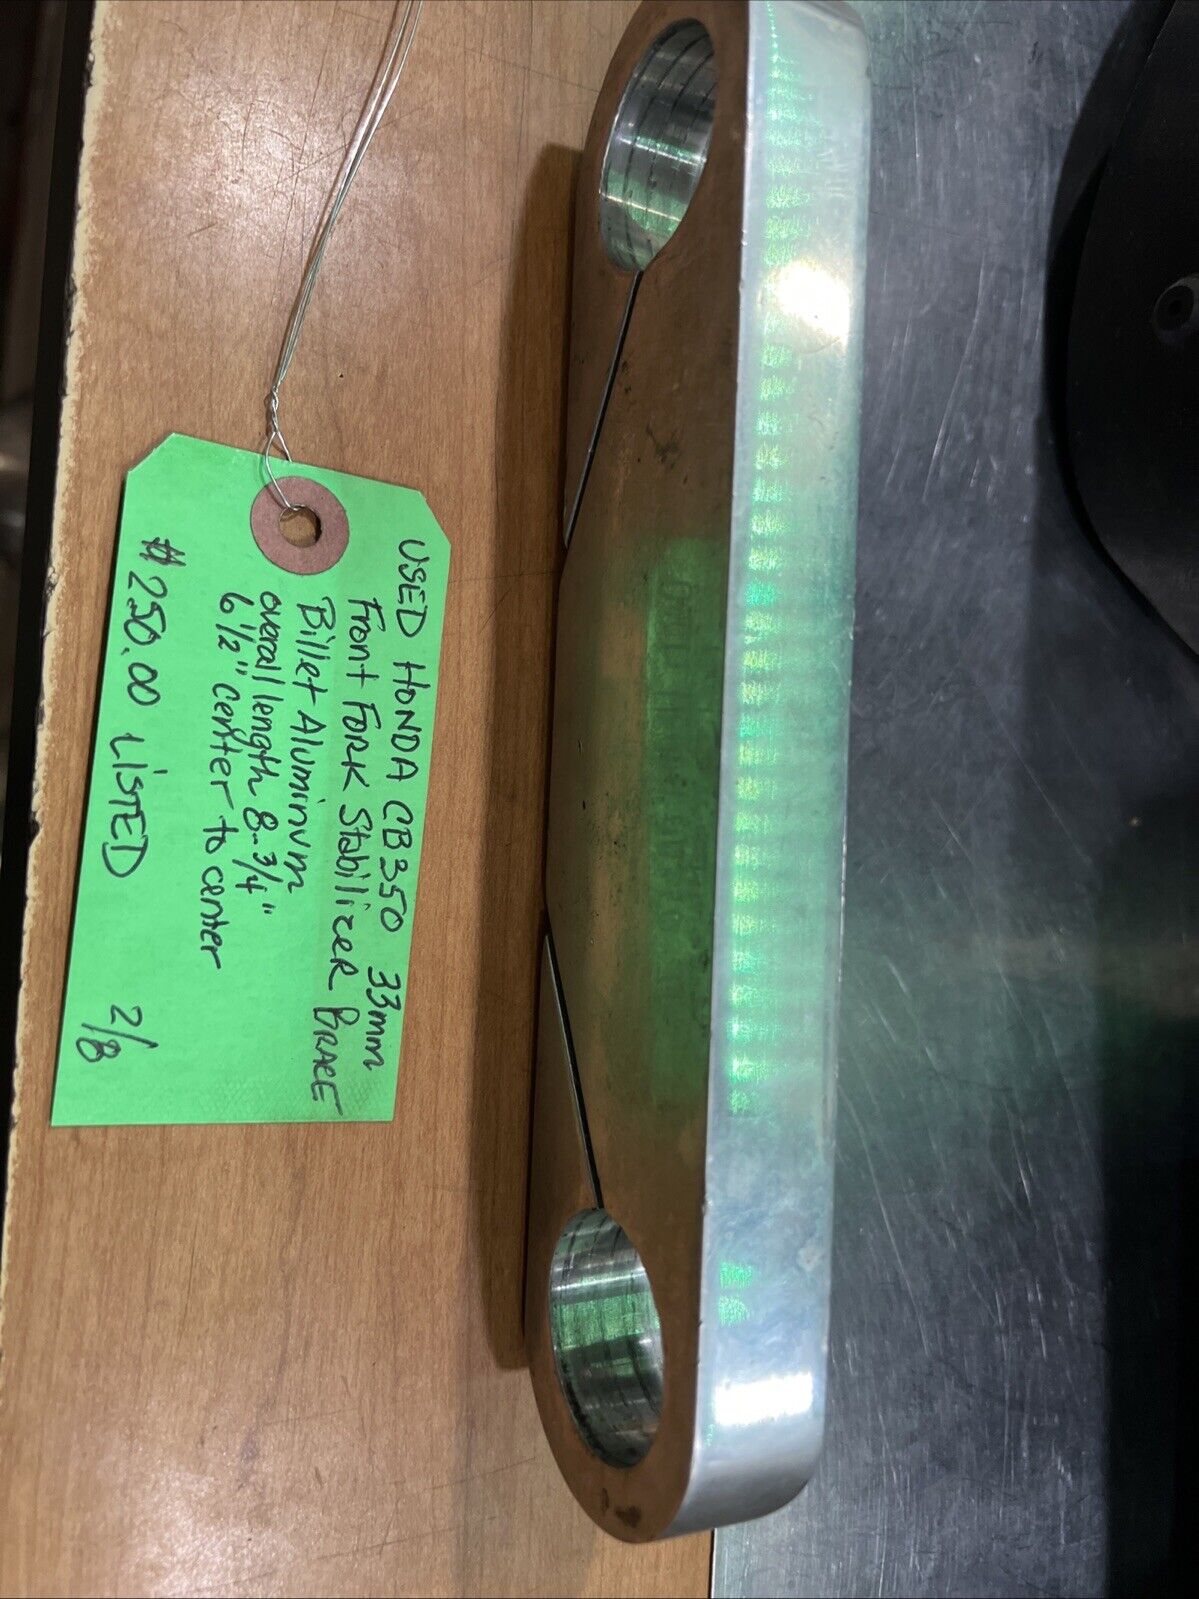 USED HONDA CB350 33mm
Front FORK Stabilizer BRACE
Billet Aluminum
overall length 8-3/4"
6 1/2" center to center
$250.00 LiSTED 2/8